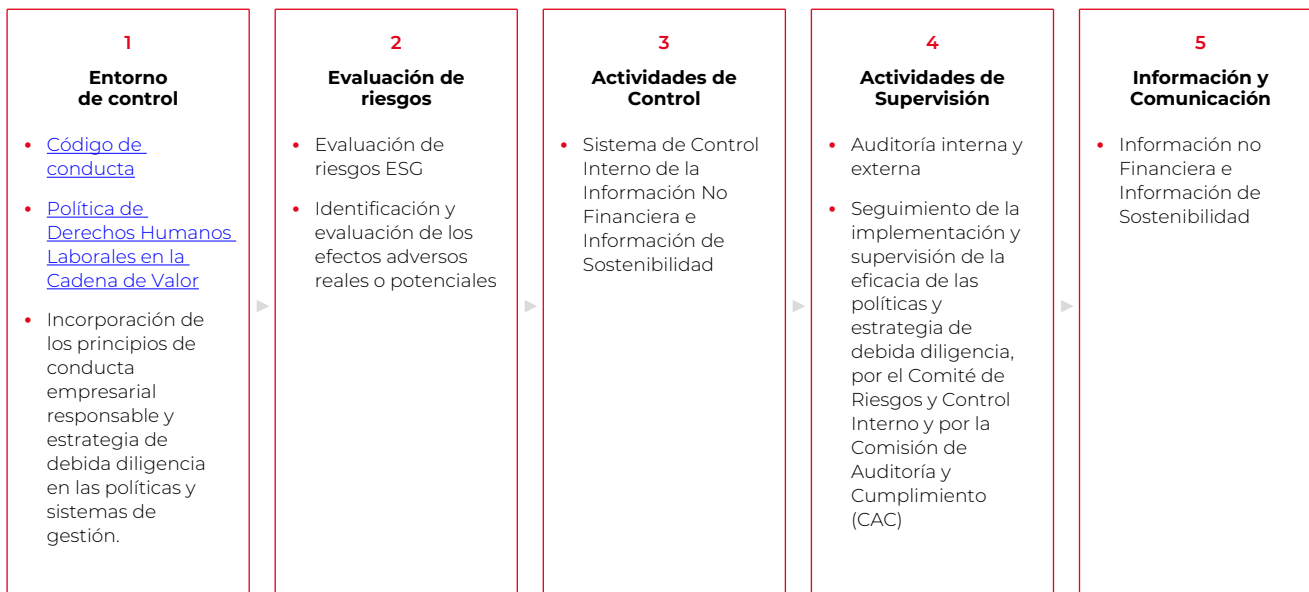 1
Entorno
de control
• Código de
conducta
• Política de
Derechos Humanos
Laborales en la
Cadena de Valor
• Incorporación de
los principios de
conducta
empresarial
responsable y
estrategia de
debida diligencia
en las políticas y
sistemas de
gestión.
2
Evaluación de
riesgos
• Evaluación de
riesgos ESG
• Identificación y
evaluación de los
efectos adversos
reales o potenciales
3
Actividades de
Control
• Sistema de Control
Interno de la
Información No
Financiera e
Información de
Sostenibilidad
4
Actividades de
Supervisión
• Auditoría interna y
externa
• Seguimiento de la
implementación y
supervisión de la
eficacia de las
políticas y
estrategia de
debida diligencia,
por el Comité de
Riesgos y Control
Interno y por la
Comisión de
Auditoría y
Cumplimiento
(CAC)
5
Información y
Comunicación
• Información no
Financiera e
Información de
Sostenibilidad